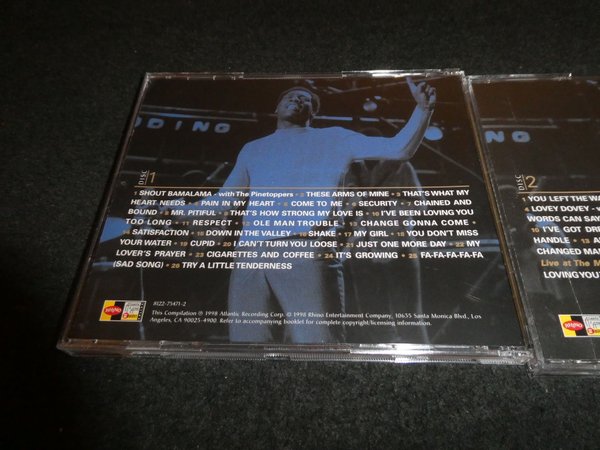 DDING
DISC 1
1 SHOUT BAMALAMA - with The Pinetoppers • 2 THESE ARMS OF MINE • 3 THAT'S WHAT MY
HEART NEEDS • 4 PAIN IN MY HEART • 5 COME TO ME • 6 SECURITY • 7 CHAINED AND
BOUND • 8 MR. PITIFUL • 9 THAT'S HOW STRONG MY LOVE IS • 10 I'VE BEEN LOVING YOU
TOO LONG • 11 RESPECT • 12 OLE MAN TROUBLE • 13 CHANGE GONNA COME •
14 SATISFACTION • 15 DOWN IN THE VALLEY • 16 SHAKE • 17 MY GIRL • 18 YOU DON'T MISS
YOUR WATER • 19 CUPID • 20 I CAN'T TURN YOU LOOSE • 21 JUST ONE MORE DAY • 22 MY
LOVER'S PRAYER • 23 CIGARETTES AND COFFEE • 24 IT'S GROWING • 25 FA-FA-FA-FA-FA
(SAD SONG) • 26 TRY A LITTLE TENDERNESS
RHINO
8122-75471-2
This Compilation ℗ 1998 Atlantic Recording Corp. © 1998 Rhino Entertainment Company, 10635 Santa Monica Blvd., Los
Angeles, CA 90025-4900. Refer to accompanying booklet for complete copyright/licensing information.
DISC 2
1 YOU LEFT THE WA
LOVEY DOVEY - w
WORDS CAN SAY
10 I'VE GOT DRE
HANDLE • 13 A
CHANGED MAN
Live at The M
LOVING YOU
RHINO